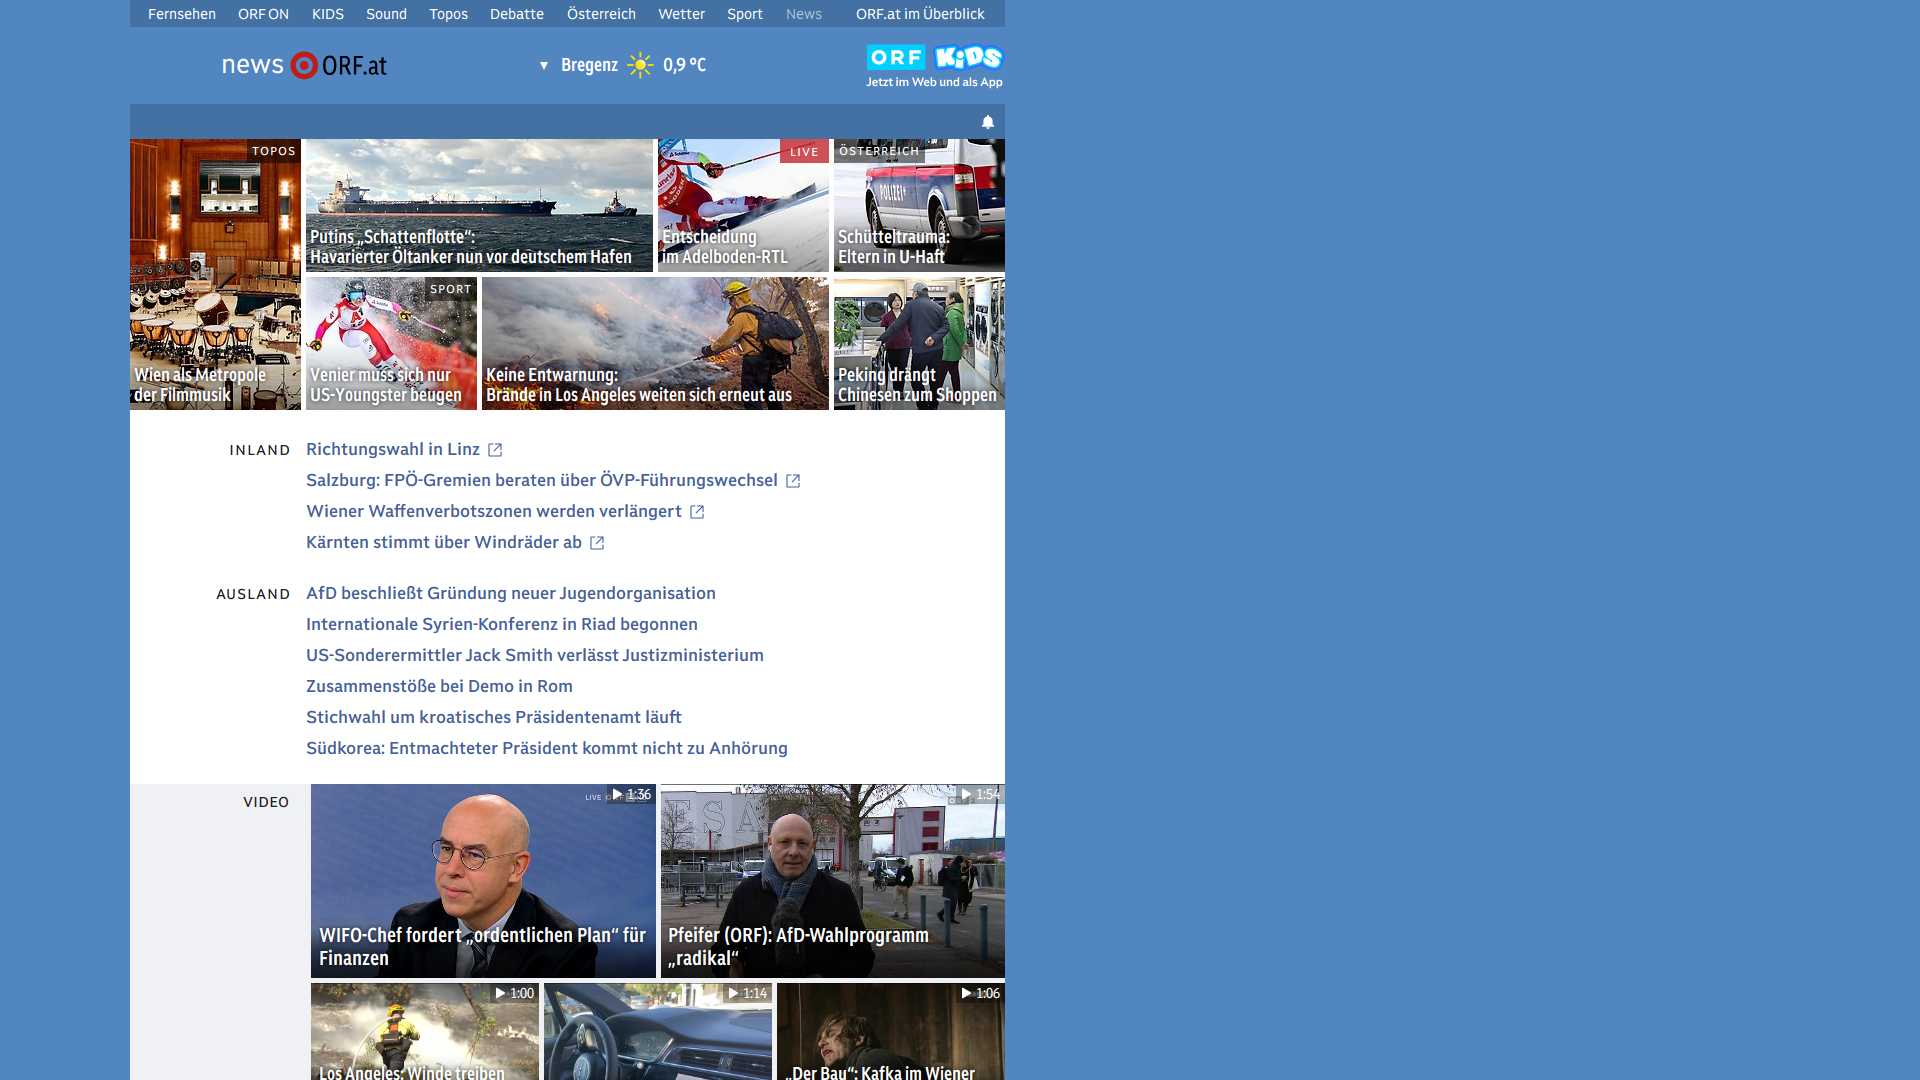 Fernsehen ORF ON KIDS Sound Topos Debatte Österreich Wetter Sport News ORF.at im Überblick
news ORF.at
Bregenz 0,9 °C
ORF KiDS
Jetzt im Web und als App
TOPOS
Wien als Metropole
der Filmmusik
Putins „Schattenflotte“:
Havarierter Öltanker nun vor deutschem Hafen
LIVE
Entscheidung
im Adelboden-RTL
ÖSTERREICH
POLIZEI
Schütteltrauma:
Eltern in U-Haft
SPORT
Venier muss sich nur
US-Youngster beugen
Keine Entwarnung:
Brände in Los Angeles weiten sich erneut aus
Peking drängt
Chinesen zum Shoppen
INLAND
Richtungswahl in Linz
Salzburg: FPÖ-Gremien beraten über ÖVP-Führungswechsel
Wiener Waffenverbotszonen werden verlängert
Kärnten stimmt über Windräder ab
AUSLAND
AfD beschließt Gründung neuer Jugendorganisation
Internationale Syrien-Konferenz in Riad begonnen
US-Sonderermittler Jack Smith verlässt Justizministerium
Zusammenstöße bei Demo in Rom
Stichwahl um kroatisches Präsidentenamt läuft
Südkorea: Entmachteter Präsident kommt nicht zu Anhörung
VIDEO
LIVE
1:36
WIFO-Chef fordert „ordentlichen Plan“ für
Finanzen
1:54
Pfeifer (ORF): AfD-Wahlprogramm
„radikal“
1:00
Los Angeles: Winde treiben
1:14
1:06
„Der Bau“: Kafka im Wiener